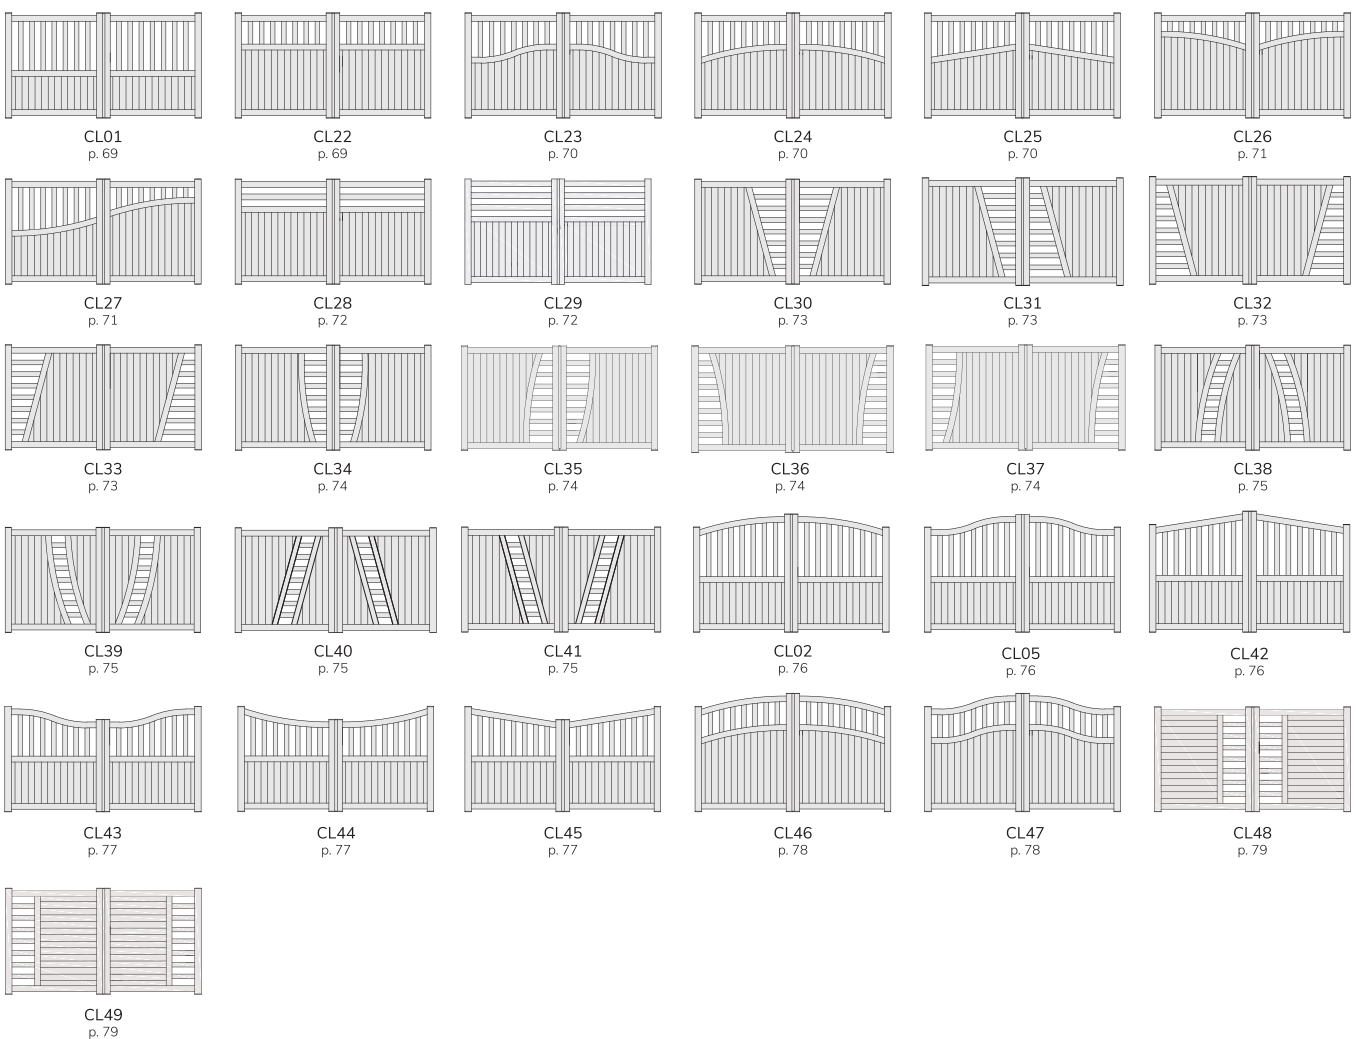 CL01
p. 69
CL22
p. 69
CL23
p. 70
CL24
p. 70
CL25
p. 70
CL26
p. 71
CL27
p. 71
CL28
p. 72
CL29
p. 72
CL30
p. 73
CL31
p. 73
CL32
p. 73
CL33
p. 73
CL34
p. 74
CL35
p. 74
CL36
p. 74
CL37
p. 74
CL38
p. 75
CL39
p. 75
CL40
p. 75
CL41
p. 75
CL02
p. 76
CL05
p. 76
CL42
p. 76
CL43
p. 77
CL44
p. 77
CL45
p. 77
CL46
p. 78
CL47
p. 78
CL48
p. 79
CL49
p. 79